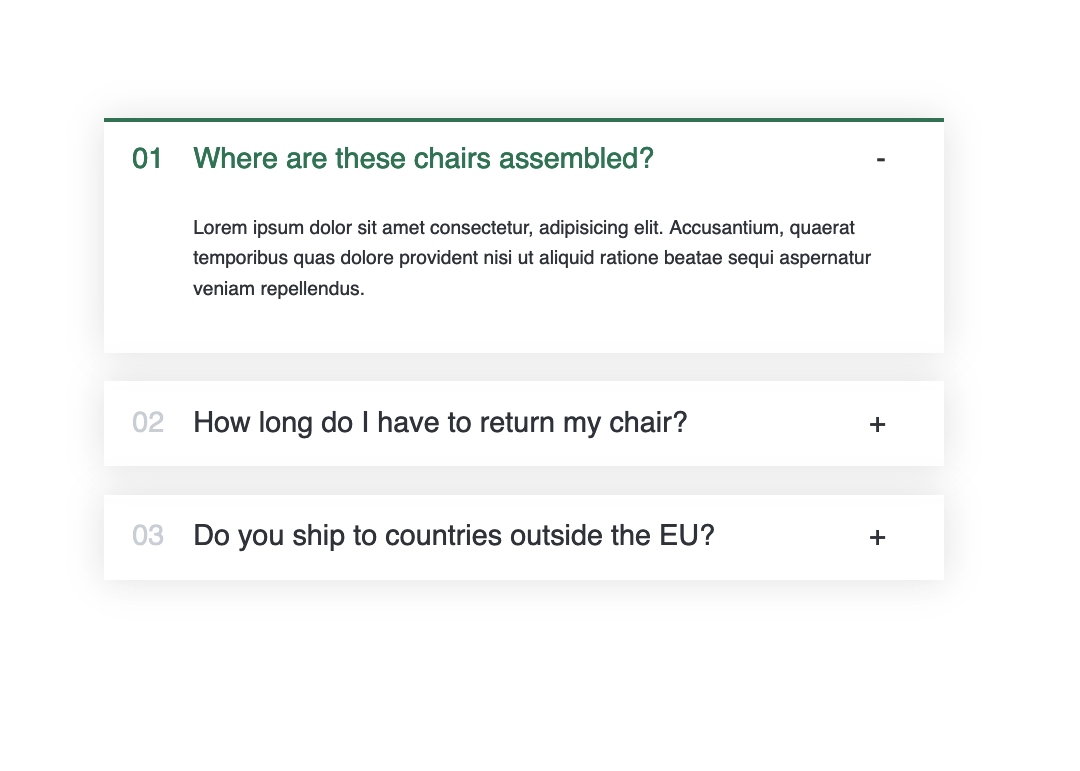 01 Where are these chairs assembled? -
Lorem ipsum dolor sit amet consectetur, adipisicing elit. Accusantium, quaerat
temporibus quas dolore provident nisi ut aliquid ratione beatae sequi aspernatur
veniam repellendus.
02 How long do I have to return my chair? +
03 Do you ship to countries outside the EU? +